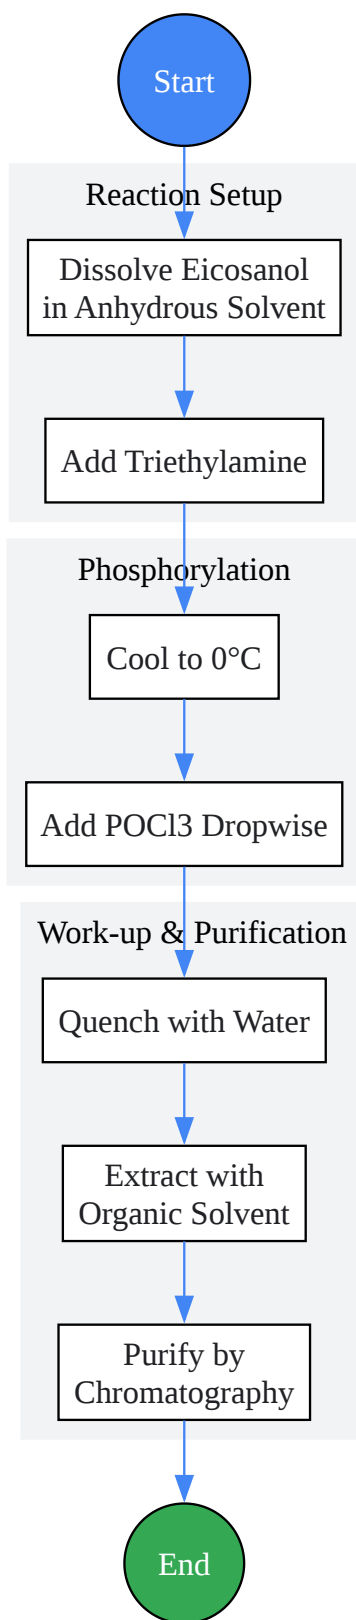 Start
Reaction Setup
Dissolve Eicosanol
in Anhydrous Solvent
Add Triethylamine
Phosphorylation
Cool to 0°C
Add POCl3 Dropwise
Work-up & Purification
Quench with Water
Extract with
Organic Solvent
Purify by
Chromatography
End